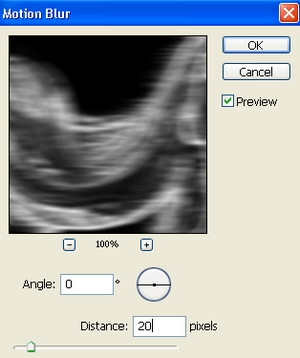 Motion Blur
OK
Cancel
Preview
100%
Angle: 0 °
Distance: 20 pixels